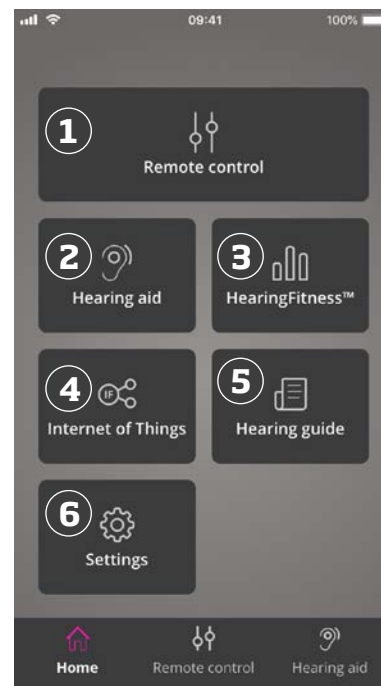 09:41 100%
1
Remote control
2
3
Hearing aid HearingFitness™
4
5
IF
Internet of Things Hearing guide
6
Settings
Home Remote control Hearing aid